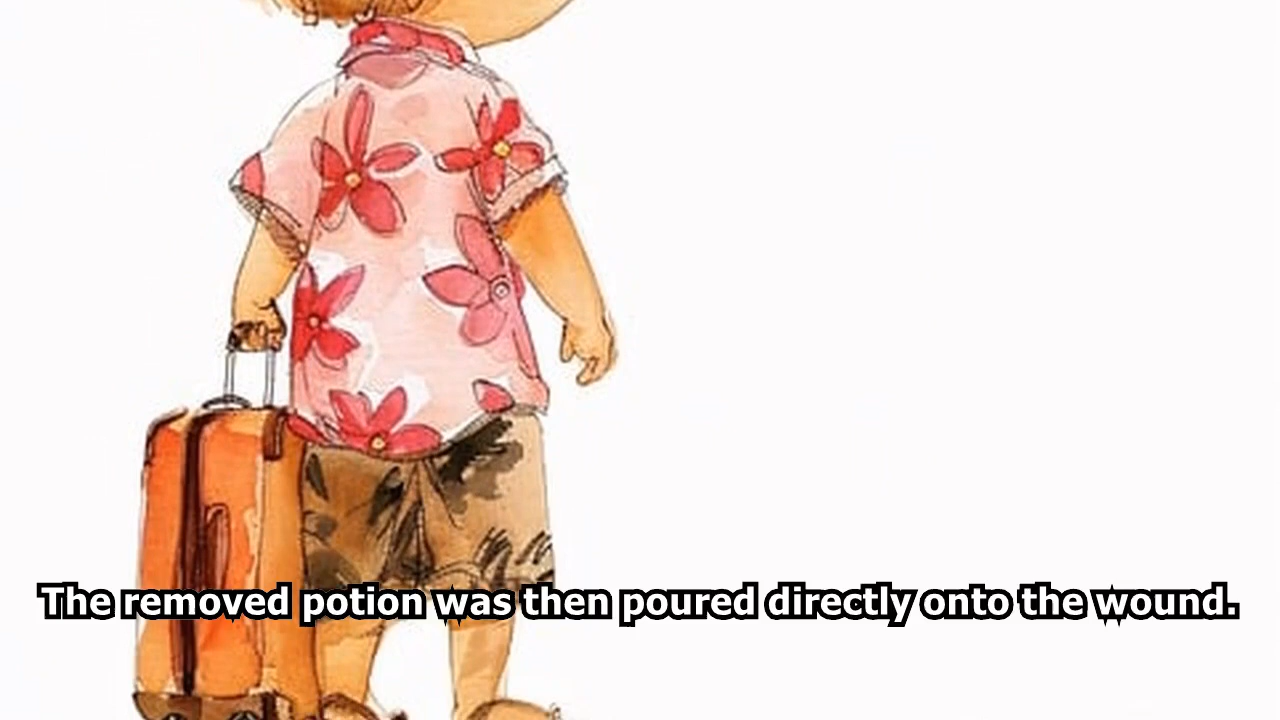 The removed potion was then poured directly onto the wound.